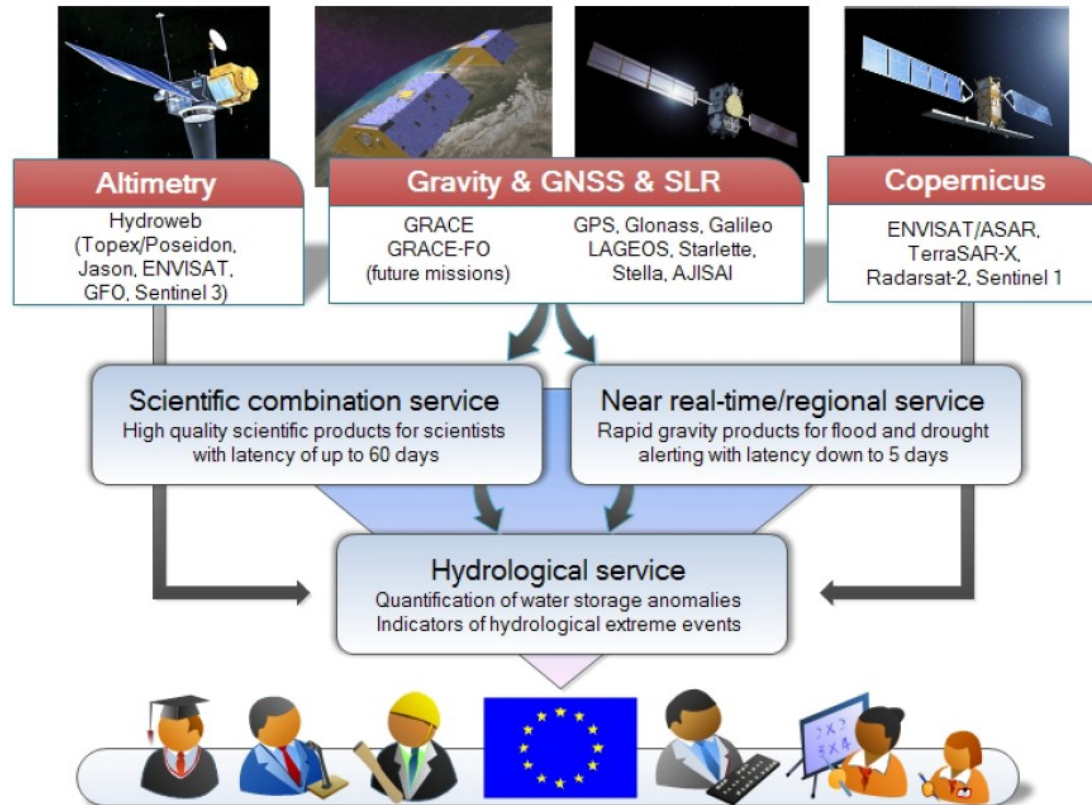 Altimetry
Hydroweb
(Topex/Poseidon,
Jason, ENVISAT,
GFO, Sentinel 3)
Gravity & GNSS & SLR
GRACE
GRACE-FO
(future missions)
GPS, Glonass, Galileo
LAGEOS, Starlette,
Stella, AJISAI
Copernicus
ENVISAT/ASAR,
TerraSAR-X,
Radarsat-2, Sentinel 1
Scientific combination service
High quality scientific products for scientists
with latency of up to 60 days
Near real-time/regional service
Rapid gravity products for flood and drought
alerting with latency down to 5 days
Hydrological service
Quantification of water storage anomalies
Indicators of hydrological extreme events
2 x 2
3 x 4